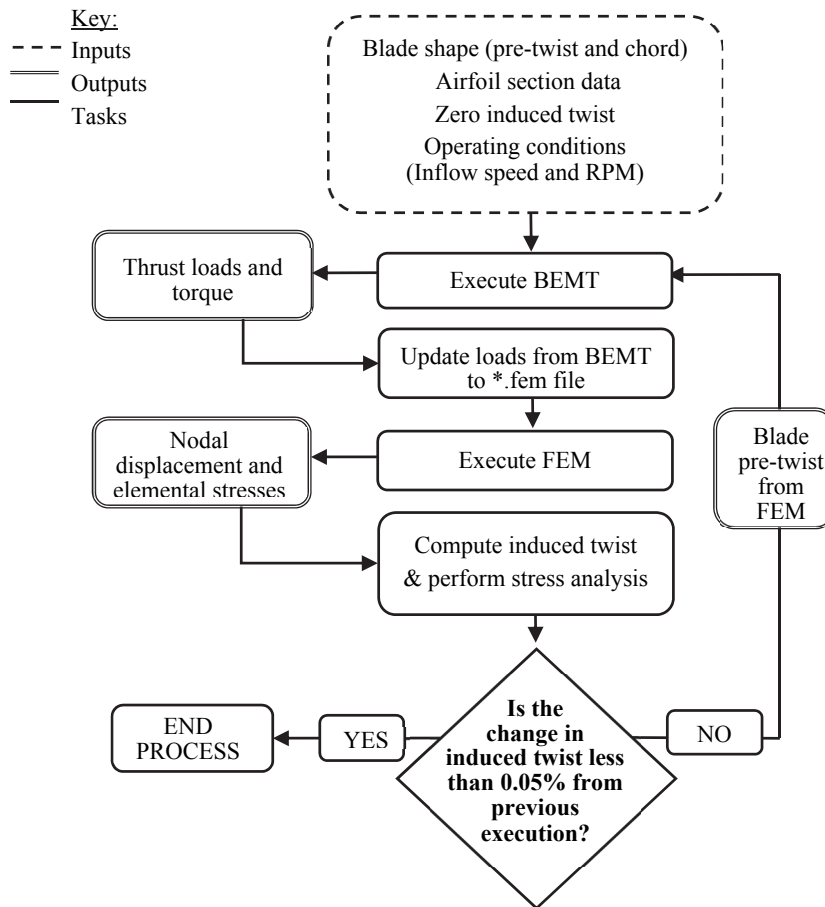 Key:
Inputs
Outputs
Tasks
Blade shape (pre-twist and chord)
Airfoil section data
Zero induced twist
Operating conditions
(Inflow speed and RPM)
Thrust loads and
torque
Execute BEMT
Update loads from BEMT
to *.fem file
Nodal
displacement and
elemental stresses
Execute FEM
Blade
pre-twist
from
FEM
Compute induced twist
& perform stress analysis
Is the
change in
induced twist less
than 0.05% from
previous
execution?
YES
END
PROCESS
NO